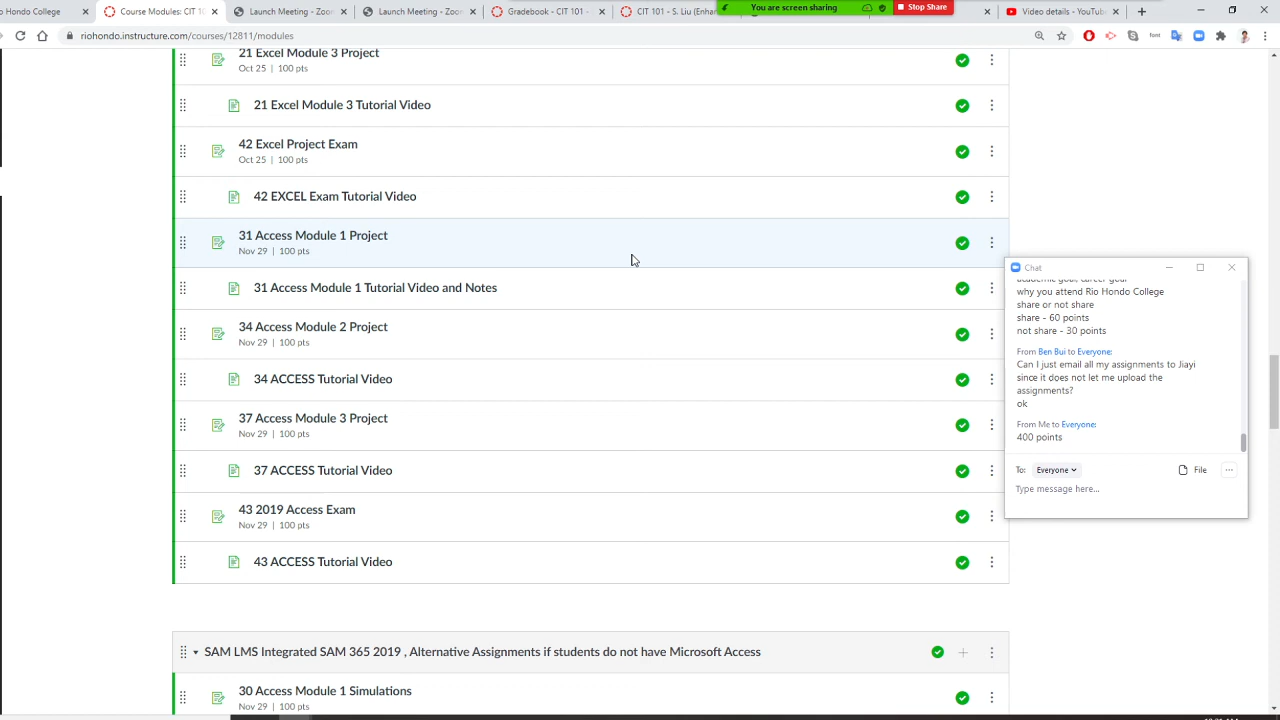 o Hondo College
Course Modules: CIT 10
Launch Meeting - Zoo
Launch Meeting - Zoo
Gradebook - CIT 101 -
CIT 101 - S. Liu (Enha
You are screen sharing
Stop Share
Video details - YouTub
riohondo.instructure.com/courses/12811/modules
21 Excel Module 3 Project
Oct 25 | 100 pts
21 Excel Module 3 Tutorial Video
42 Excel Project Exam
Oct 25 | 100 pts
42 EXCEL Exam Tutorial Video
31 Access Module 1 Project
Nov 29 | 100 pts
31 Access Module 1 Tutorial Video and Notes
34 Access Module 2 Project
Nov 29 | 100 pts
34 ACCESS Tutorial Video
37 Access Module 3 Project
Nov 29 | 100 pts
37 ACCESS Tutorial Video
43 2019 Access Exam
Nov 29 | 100 pts
43 ACCESS Tutorial Video
SAM LMS Integrated SAM 365 2019 , Alternative Assignments if students do not have Microsoft Access
30 Access Module 1 Simulations
Nov 29 | 100 pts
Chat
academic goal, career goal
why you attend Rio Hondo College
share or not share
share - 60 points
not share - 30 points
From Ben Bui to Everyone:
Can I just email all my assignments to Jiayi
since it does not let me upload the
assignments?
ok
From Me to Everyone:
400 points
To: Everyone
File
Type message here...